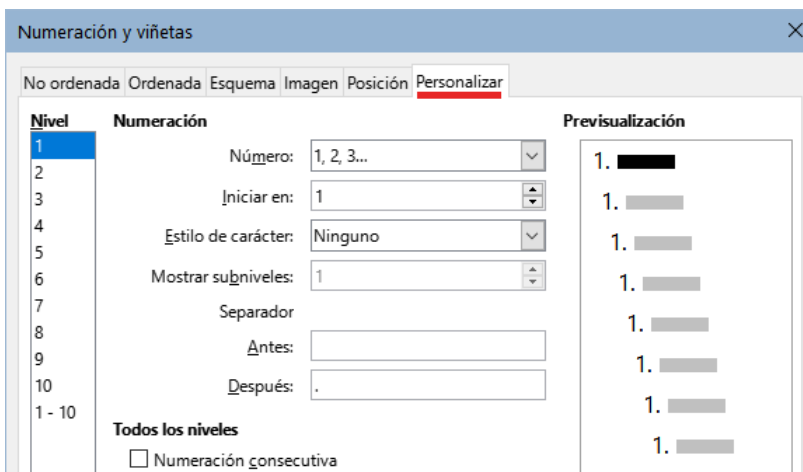 Numeración y viñetas
No ordenada Ordenada Esquema Imagen Posición Personalizar
Nivel
1
2
3
4
5
6
7
8
9
10
1 - 10
Numeración
Número: 1, 2, 3...
Iniciar en: 1
Estilo de carácter: Ninguno
Mostrar subniveles: 1
Separador
Antes:
Después: .
Todos los niveles
Numeración consecutiva
Previsualización
1.
1.
1.
1.
1.
1.
1.
1.